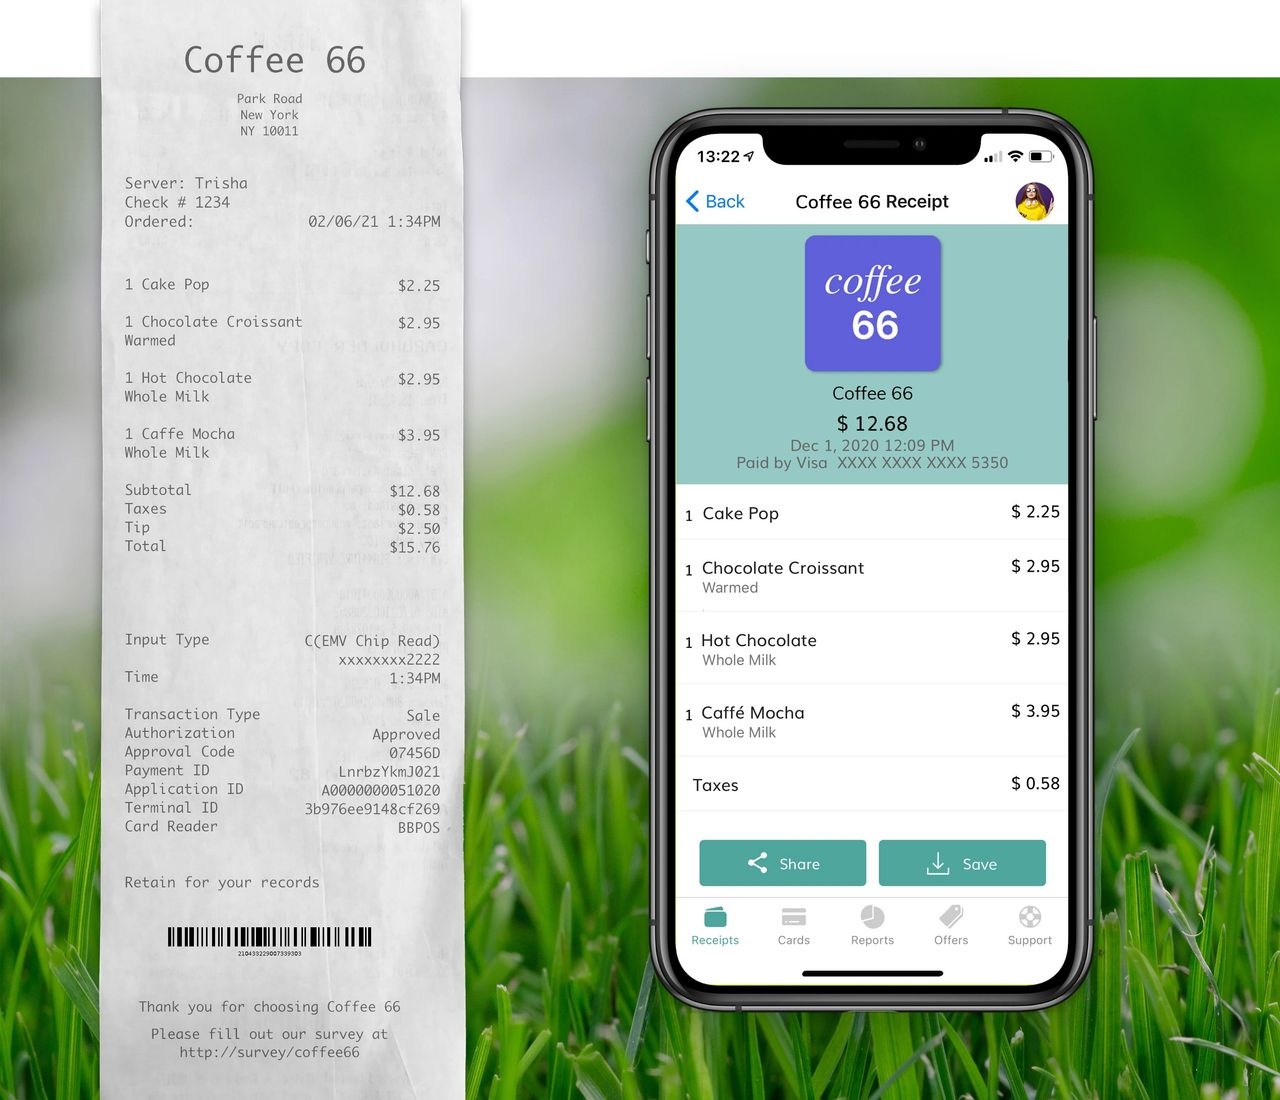 Coffee 66
Park Road
New York
NY 10011
Server: Trisha
Check # 1234
Ordered: 02/06/21 1:34PM
1 Cake Pop $2.25
1 Chocolate Croissant $2.95
Warmed
1 Hot Chocolate $2.95
Whole Milk
1 Caffe Mocha $3.95
Whole Milk
Subtotal $12.68
Taxes $0.58
Tip $2.50
Total $15.76
Input Type C(EMV Chip Read)
xxxxxxxx2222
Time 1:34PM
Transaction Type Sale
Authorization Approved
Approval Code 07456D
Payment ID LnrbzYkmJ021
Application ID A0000000051020
Terminal ID 3b976ee9148cf269
Card Reader BBPOS
Retain for your records
210433229007339303
Thank you for choosing Coffee 66
Please fill out our survey at
http://survey/coffee66
13:22
Back Coffee 66 Receipt
coffee
66
Coffee 66
$ 12.68
Dec 1, 2020 12:09 PM
Paid by Visa XXXX XXXX XXXX 5350
1 Cake Pop $ 2.25
1 Chocolate Croissant $ 2.95
Warmed
1 Hot Chocolate $ 2.95
Whole Milk
1 Caffé Mocha $ 3.95
Whole Milk
Taxes $ 0.58
Share Save
Receipts Cards Reports Offers Support